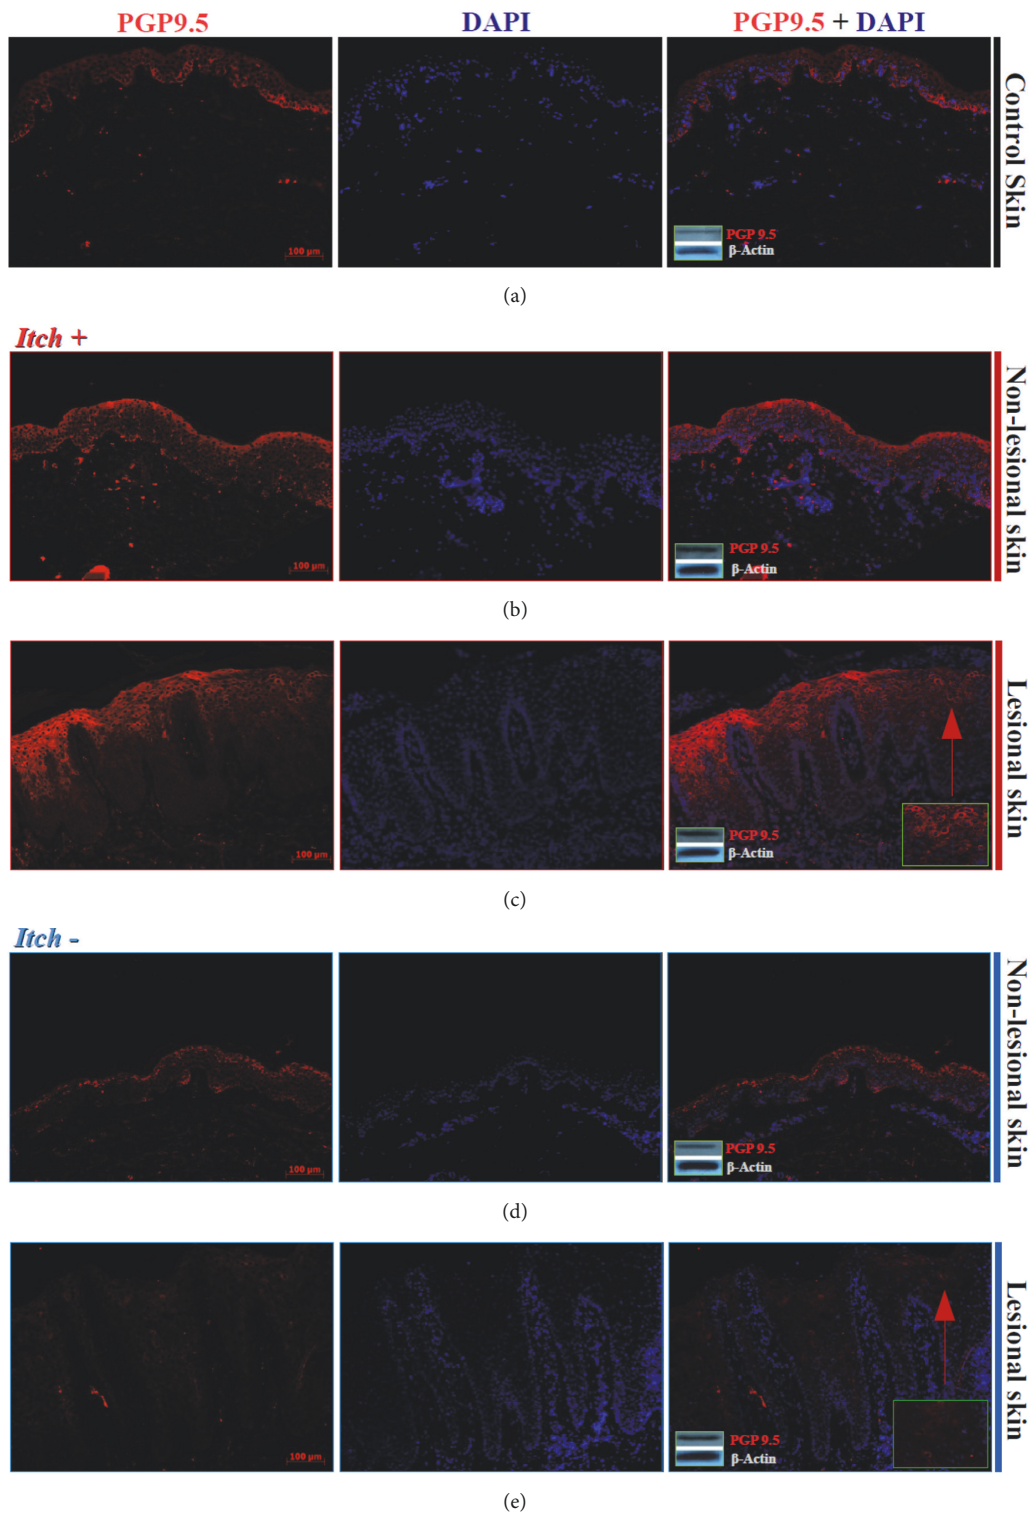 PGP9.5 DAPI PGP9.5 + DAPI
Control Skin
100 µm
PGP 9.5
β-Actin
(a)
Itch +
Non-lesional skin
100 µm
PGP 9.5
β-Actin
(b)
Lesional skin
100 µm
PGP 9.5
β-Actin
(c)
Itch -
Non-lesional skin
100 µm
PGP 9.5
β-Actin
(d)
Lesional skin
100 µm
PGP 9.5
β-Actin
(e)